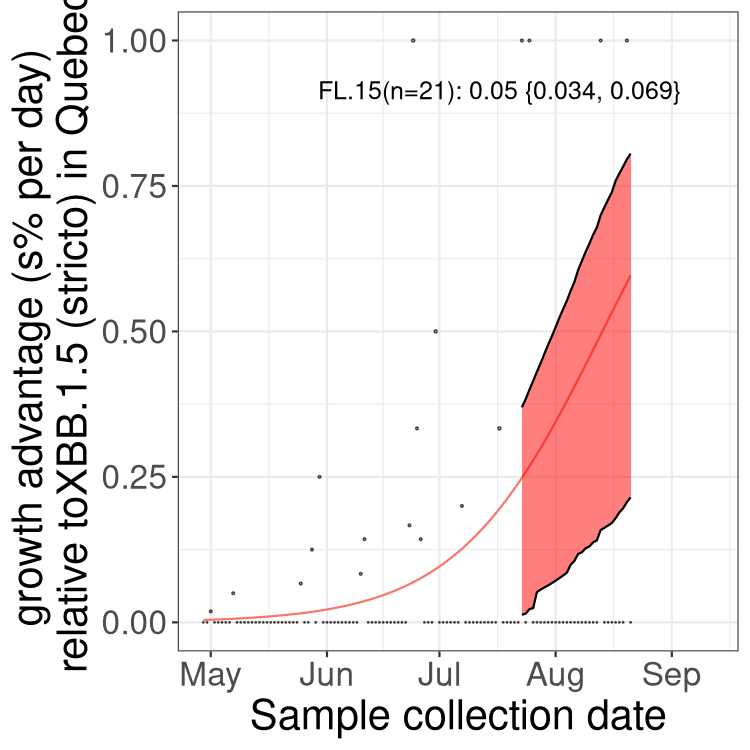 growth advantage (s% per day)
relative toXBB.1.5 (stricto) in Quebec
1.00
0.75
0.50
0.25
0.00
FL.15(n=21): 0.05 {0.034, 0.069}
May Jun Jul Aug Sep
Sample collection date